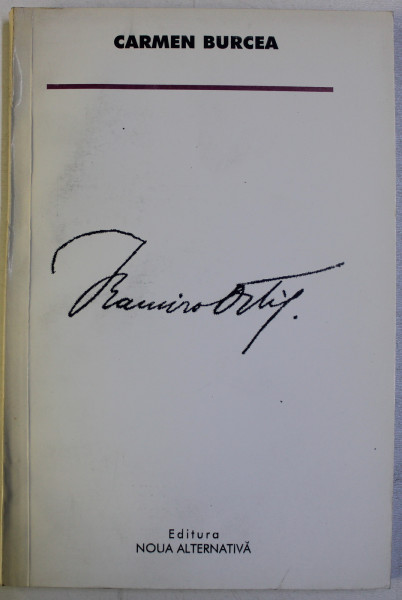 CARMEN BURCEA
Ramiro Ortiz.
Editura
NOUA ALTERNATIVĂ